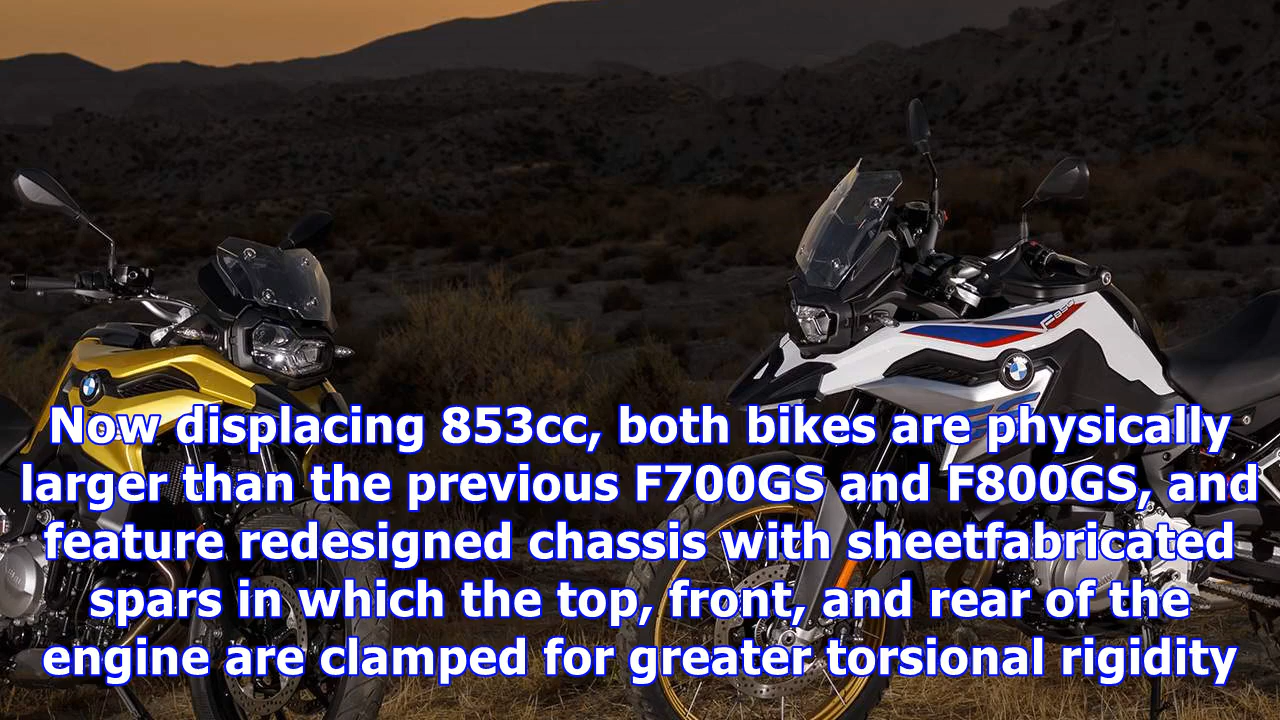 F850
Now displacing 853cc, both bikes are physically
larger than the previous F700GS and F800GS, and
feature redesigned chassis with sheetfabricated
spars in which the top, front, and rear of the
engine are clamped for greater torsional rigidity